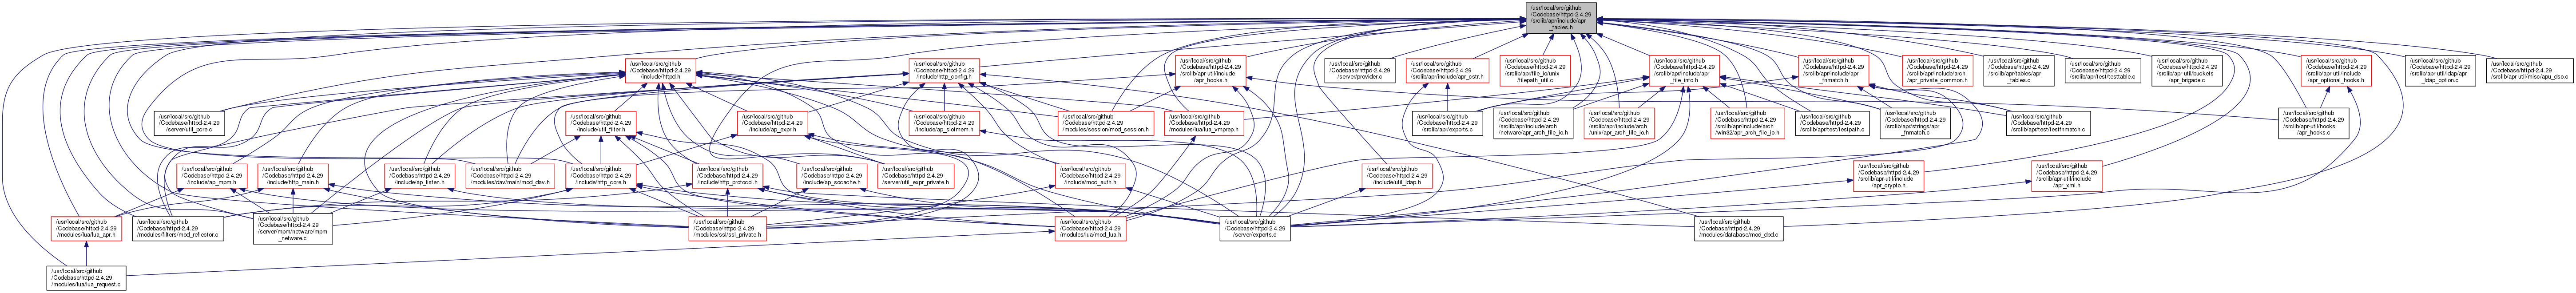 /usr/local/src/github
/Codebase/httpd-2.4.29
/srclib/apr/include/apr
_tables.h
/usr/local/src/github
/Codebase/httpd-2.4.29
/include/httpd.h
/usr/local/src/github
/Codebase/httpd-2.4.29
/include/http_config.h
/usr/local/src/github
/Codebase/httpd-2.4.29
/srclib/apr-util/include
/apr_hooks.h
/usr/local/src/github
/Codebase/httpd-2.4.29
/server/provider.c
/usr/local/src/github
/Codebase/httpd-2.4.29
/srclib/apr/include/apr_cstr.h
/usr/local/src/github
/Codebase/httpd-2.4.29
/srclib/apr/file_io/unix
/filepath_util.c
/usr/local/src/github
/Codebase/httpd-2.4.29
/srclib/apr/include/apr
_file_info.h
/usr/local/src/github
/Codebase/httpd-2.4.29
/srclib/apr/include/apr
_fnmatch.h
/usr/local/src/github
/Codebase/httpd-2.4.29
/srclib/apr/include/arch
/apr_private_common.h
/usr/local/src/github
/Codebase/httpd-2.4.29
/srclib/apr/tables/apr
_tables.c
/usr/local/src/github
/Codebase/httpd-2.4.29
/srclib/apr/test/testtable.c
/usr/local/src/github
/Codebase/httpd-2.4.29
/srclib/apr-util/buckets
/apr_brigade.c
/usr/local/src/github
/Codebase/httpd-2.4.29
/srclib/apr-util/include
/apr_optional_hooks.h
/usr/local/src/github
/Codebase/httpd-2.4.29
/srclib/apr-util/ldap/apr
_ldap_option.c
/usr/local/src/github
/Codebase/httpd-2.4.29
/srclib/apr-util/misc/apr_dso.c
/usr/local/src/github
/Codebase/httpd-2.4.29
/server/util_pcre.c
/usr/local/src/github
/Codebase/httpd-2.4.29
/include/util_filter.h
/usr/local/src/github
/Codebase/httpd-2.4.29
/include/ap_expr.h
/usr/local/src/github
/Codebase/httpd-2.4.29
/include/ap_slotmem.h
/usr/local/src/github
/Codebase/httpd-2.4.29
/modules/session/mod_session.h
/usr/local/src/github
/Codebase/httpd-2.4.29
/modules/lua/lua_vmprep.h
/usr/local/src/github
/Codebase/httpd-2.4.29
/srclib/apr/exports.c
/usr/local/src/github
/Codebase/httpd-2.4.29
/srclib/apr/include/arch
/netware/apr_arch_file_io.h
/usr/local/src/github
/Codebase/httpd-2.4.29
/srclib/apr/include/arch
/unix/apr_arch_file_io.h
/usr/local/src/github
/Codebase/httpd-2.4.29
/srclib/apr/include/arch
/win32/apr_arch_file_io.h
/usr/local/src/github
/Codebase/httpd-2.4.29
/srclib/apr/test/testpath.c
/usr/local/src/github
/Codebase/httpd-2.4.29
/srclib/apr/strings/apr
_fnmatch.c
/usr/local/src/github
/Codebase/httpd-2.4.29
/srclib/apr/test/testfnmatch.c
/usr/local/src/github
/Codebase/httpd-2.4.29
/srclib/apr-util/hooks
/apr_hooks.c
/usr/local/src/github
/Codebase/httpd-2.4.29
/include/ap_mpm.h
/usr/local/src/github
/Codebase/httpd-2.4.29
/include/http_main.h
/usr/local/src/github
/Codebase/httpd-2.4.29
/include/ap_listen.h
/usr/local/src/github
/Codebase/httpd-2.4.29
/modules/dav/main/mod_dav.h
/usr/local/src/github
/Codebase/httpd-2.4.29
/include/http_core.h
/usr/local/src/github
/Codebase/httpd-2.4.29
/include/http_protocol.h
/usr/local/src/github
/Codebase/httpd-2.4.29
/include/ap_socache.h
/usr/local/src/github
/Codebase/httpd-2.4.29
/server/util_expr_private.h
/usr/local/src/github
/Codebase/httpd-2.4.29
/include/mod_auth.h
/usr/local/src/github
/Codebase/httpd-2.4.29
/include/util_ldap.h
/usr/local/src/github
/Codebase/httpd-2.4.29
/srclib/apr-util/include
/apr_crypto.h
/usr/local/src/github
/Codebase/httpd-2.4.29
/srclib/apr-util/include
/apr_xml.h
/usr/local/src/github
/Codebase/httpd-2.4.29
/modules/lua/lua_apr.h
/usr/local/src/github
/Codebase/httpd-2.4.29
/modules/filters/mod_reflector.c
/usr/local/src/github
/Codebase/httpd-2.4.29
/server/mpm/netware/mpm
_netware.c
/usr/local/src/github
/Codebase/httpd-2.4.29
/modules/ssl/ssl_private.h
/usr/local/src/github
/Codebase/httpd-2.4.29
/modules/lua/mod_lua.h
/usr/local/src/github
/Codebase/httpd-2.4.29
/server/exports.c
/usr/local/src/github
/Codebase/httpd-2.4.29
/modules/database/mod_dbd.c
/usr/local/src/github
/Codebase/httpd-2.4.29
/modules/lua/lua_request.c